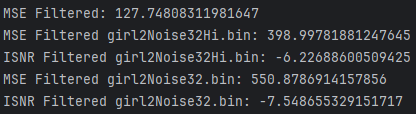 MSE Filtered: 127.74808311981647
MSE Filtered girl2Noise32Hi.bin: 398.99781881247645
ISNR Filtered girl2Noise32Hi.bin: -6.22688600509425
MSE Filtered girl2Noise32.bin: 550.8786914157856
ISNR Filtered girl2Noise32.bin: -7.548655329151717